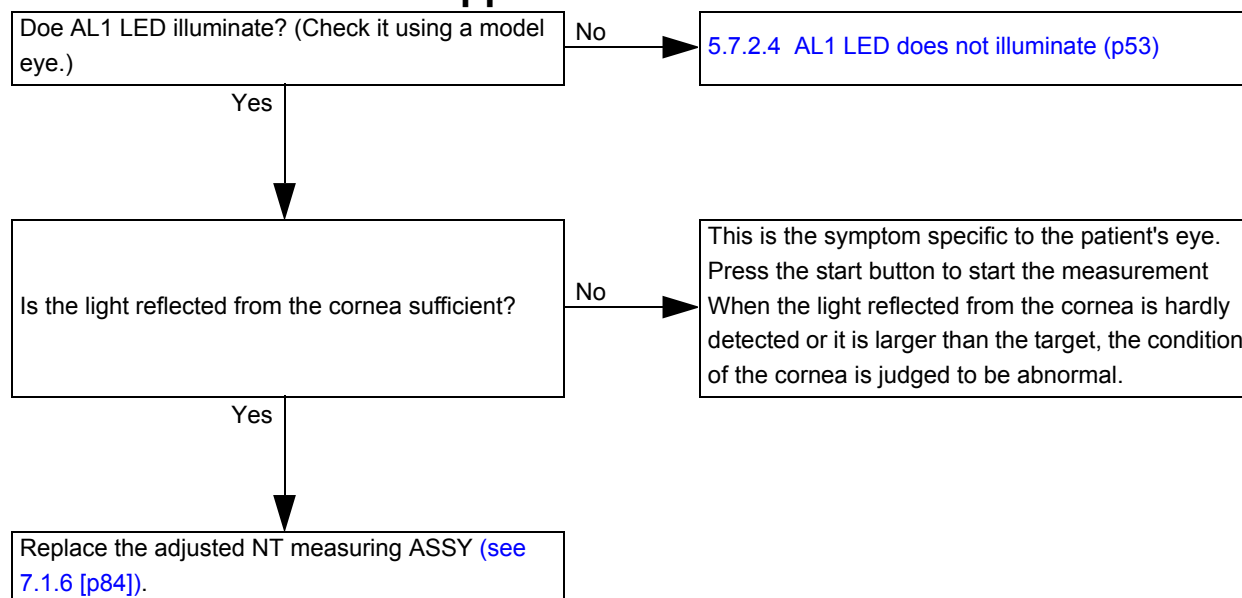 Doe AL1 LED illuminate? (Check it using a model
eye.)
No
5.7.2.4 AL1 LED does not illuminate (p53)
Yes
Is the light reflected from the cornea sufficient?
No
This is the symptom specific to the patient's eye.
Press the start button to start the measurement
When the light reflected from the cornea is hardly
detected or it is larger than the target, the condition
of the cornea is judged to be abnormal.
Yes
Replace the adjusted NT measuring ASSY (see
7.1.6 [p84]).